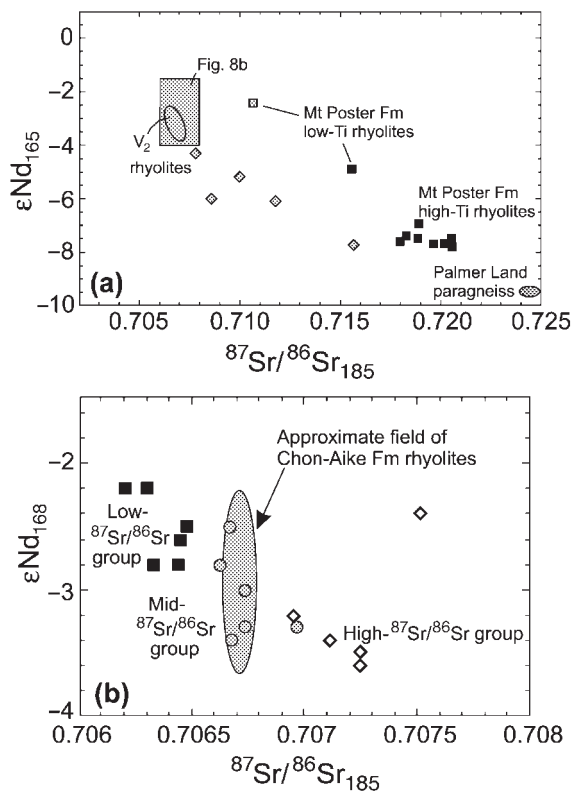 0
Fig. 8b
−2
Mt Poster Fm
low-Ti rhyolites
V2
rhyolites
−4
εNd165
−6
Mt Poster Fm
high-Ti rhyolites
−8
Palmer Land
paragneiss
(a)
−10
0.705 0.710 0.715 0.720 0.725
87Sr/86Sr185
Approximate field of
Chon-Aike Fm rhyolites
−2
Low-
87Sr/86Sr
group
εNd168
−3
Mid-
87Sr/86Sr
group
High-87Sr/86Sr group
(b)
−4
0.706 0.7065 0.707 0.7075 0.708
87Sr/86Sr185